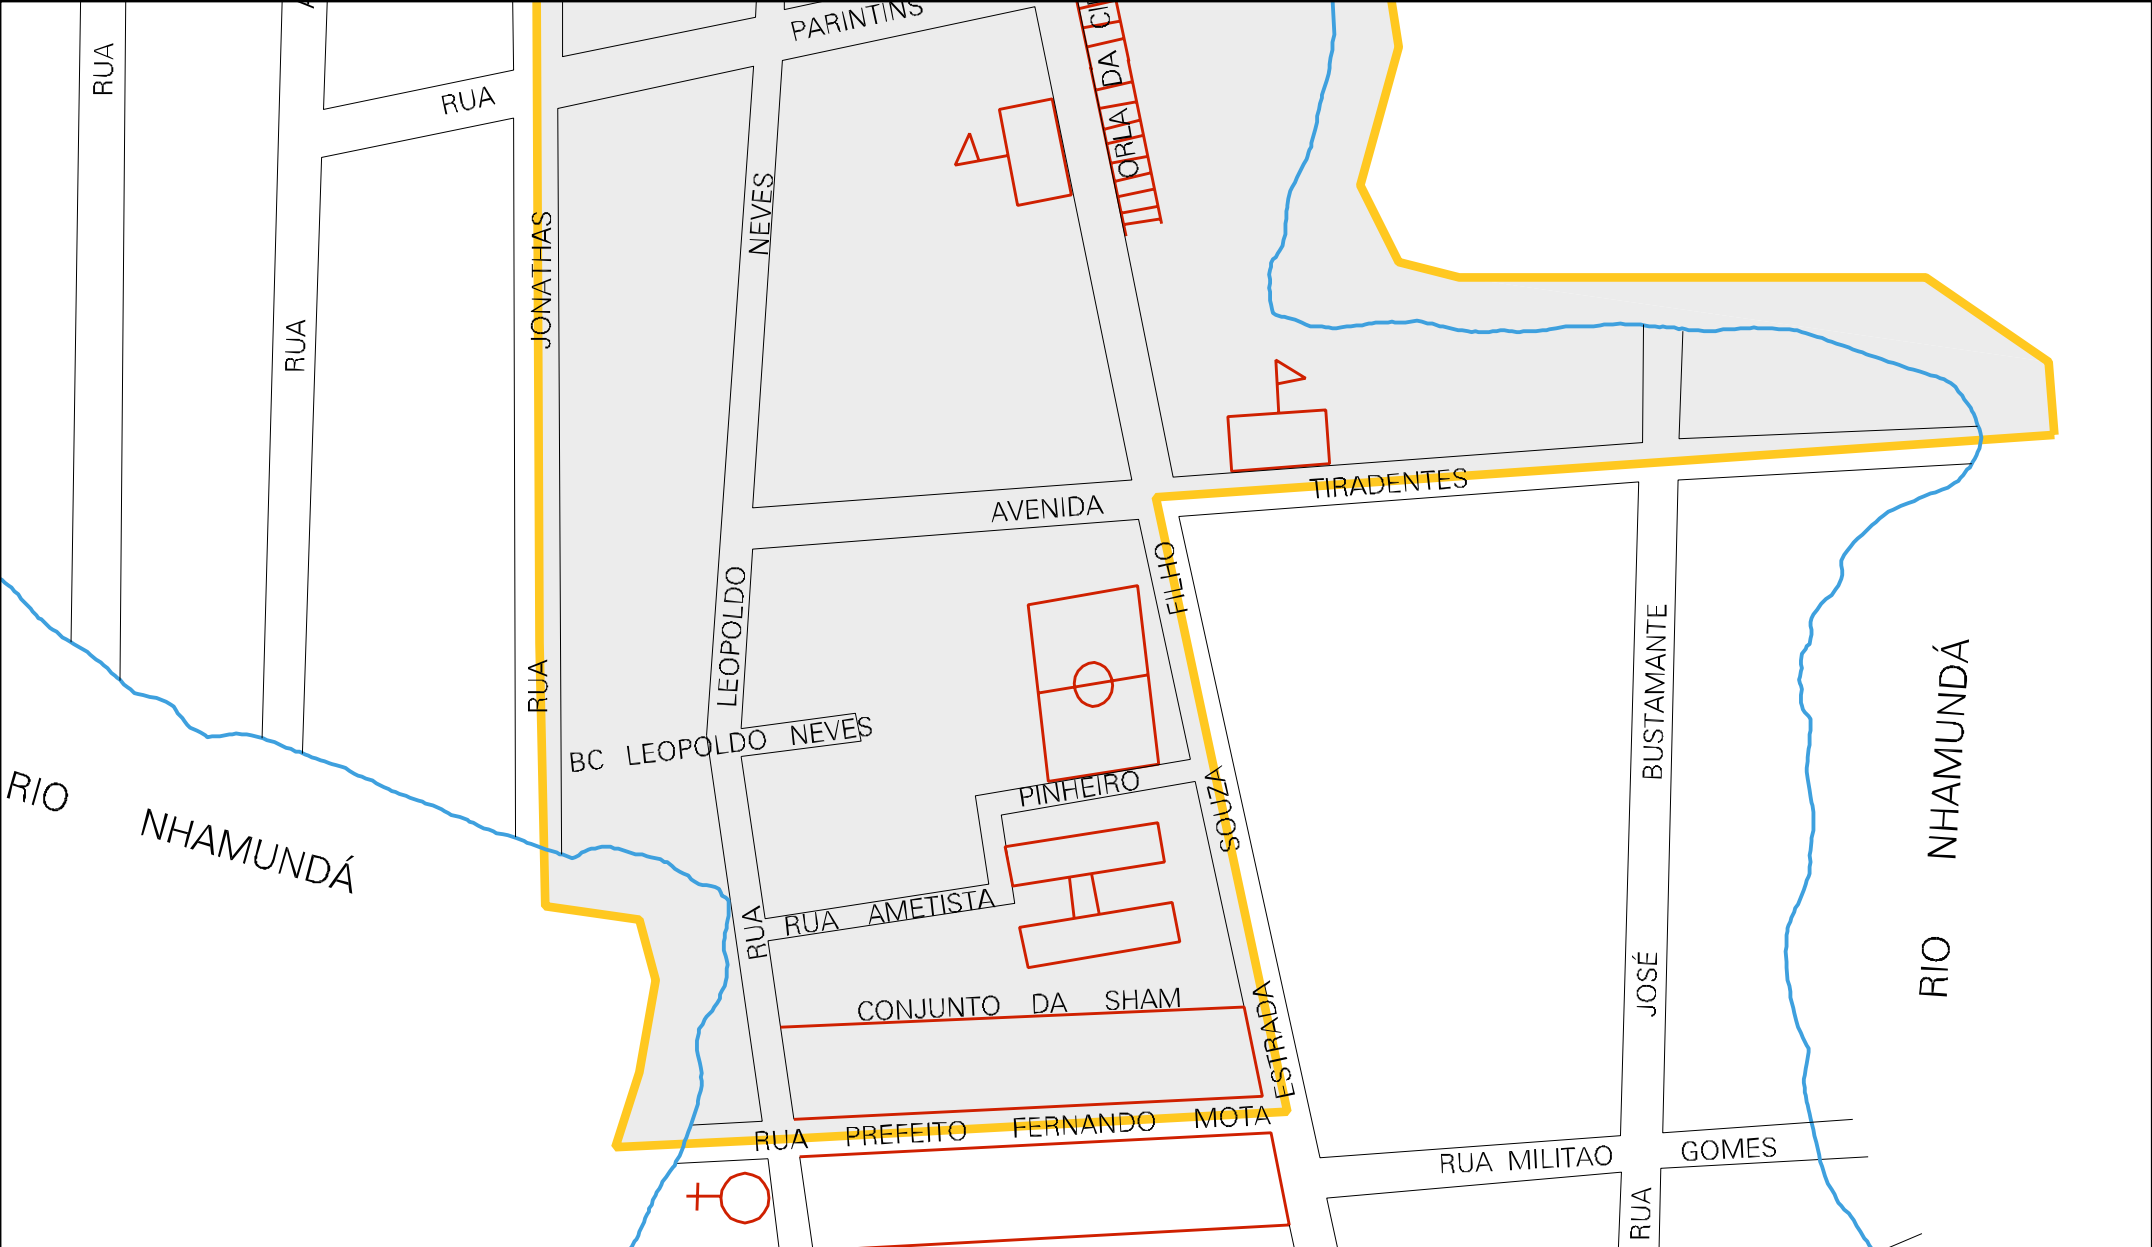 PARINTINS
RUA
RUA
ORLA DA
NEVES
JONATHAS
RUA
TIRADENTES
AVENIDA
FILHO
LEOPOLDO
BUSTAMANTE
RUA
BC LEOPOLDO NEVES
RIO NHAMUNDÁ
PINHEIRO
SOUZA
RIO NHAMUNDÁ
RUA AMETISTA
RUA
JOSÉ
CONJUNTO DA SHAM
ESTRADA
RUA PREFEITO FERNANDO MOTA
RUA MILITAO GOMES
RUA